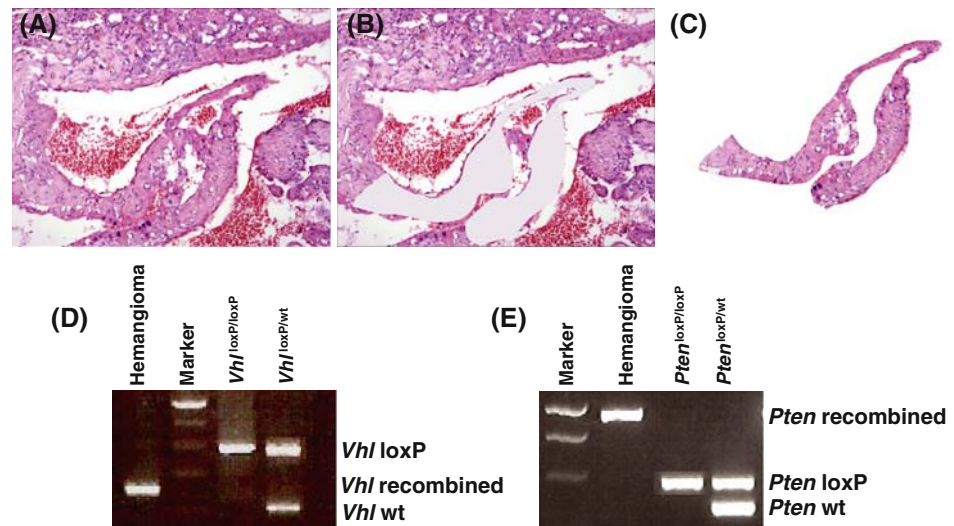 (A)
(B)
(C)
(D)
Hemangioma
Marker
Vhl loxP/loxP
Vhl loxP/wt
Vhl loxP
Vhl recombined
Vhl wt
(E)
Marker
Hemangioma
Pten loxP/loxP
Pten loxP/wt
Pten recombined
Pten loxP
Pten wt